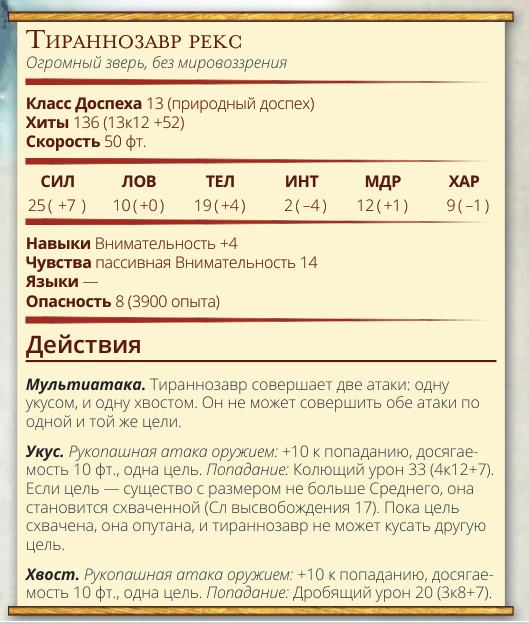 Тираннозавр рекс
Огромный зверь, без мировоззрения
Класс Доспеха 13 (природный доспех)
Хиты 136 (13к12 +52)
Скорость 50 фт.
СИЛ ЛОВ ТЕЛ ИНТ МДР ХАР
25 ( +7 ) 10 (+0) 19 (+4) 2 (–4) 12 (+1) 9 (–1)
Навыки Внимательность +4
Чувства пассивная Внимательность 14
Языки —
Опасность 8 (3900 опыта)
Действия
Мультиатака. Тираннозавр совершает две атаки: одну
укусом, и одну хвостом. Он не может совершить обе атаки по
одной и той же цели.
Укус. Рукопашная атака оружием: +10 к попаданию, досягае-
мость 10 фт., одна цель. Попадание: Колющий урон 33 (4к12+7).
Если цель — существо с размером не больше Среднего, она
становится схваченной (Сл высвобождения 17). Пока цель
схвачена, она опутана, и тираннозавр не может кусать другую
цель.
Хвост. Рукопашная атака оружием: +10 к попаданию, досягае-
мость 10 фт., одна цель. Попадание: Дробящий урон 20 (3к8+7).